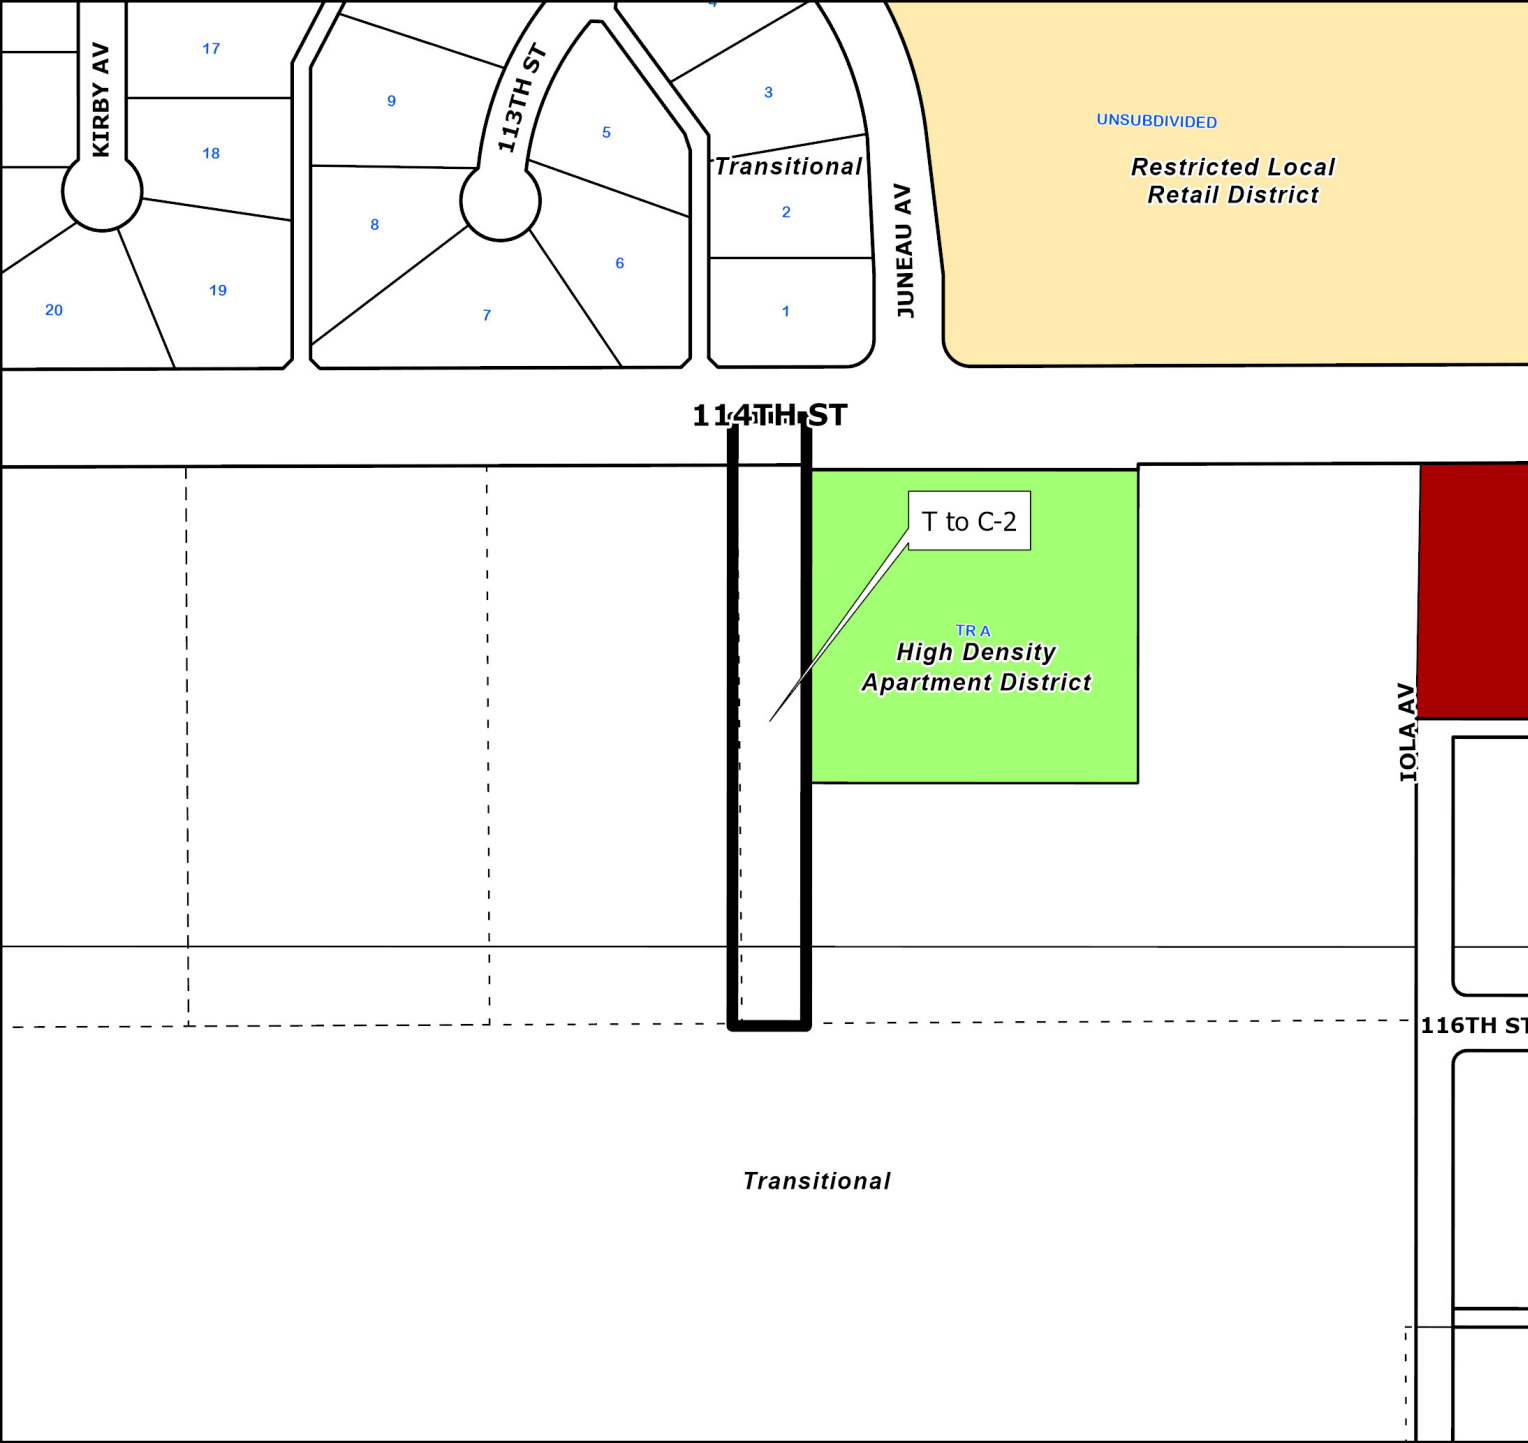 4
17
KIRBY AV
113TH ST
9
3
5
UNSUBDIVIDED
18
Transitional
Restricted Local
Retail District
2
8
JUNEAU AV
6
19
20
7
1
114TH ST
T to C-2
TR A
High Density
Apartment District
IOLA AV
116TH ST
Transitional